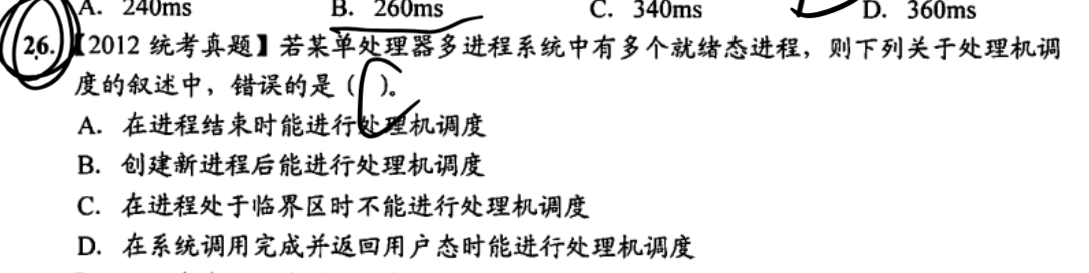 A. 240ms B. 260ms C. 340ms D. 360ms
26.【2012 统考真题】若某单处理器多进程系统中有多个就绪态进程，则下列关于处理机调
度的叙述中，错误的是（ ）。
A. 在进程结束时能进行处理机调度
B. 创建新进程后能进行处理机调度
C. 在进程处于临界区时不能进行处理机调度
D. 在系统调用完成并返回用户态时能进行处理机调度